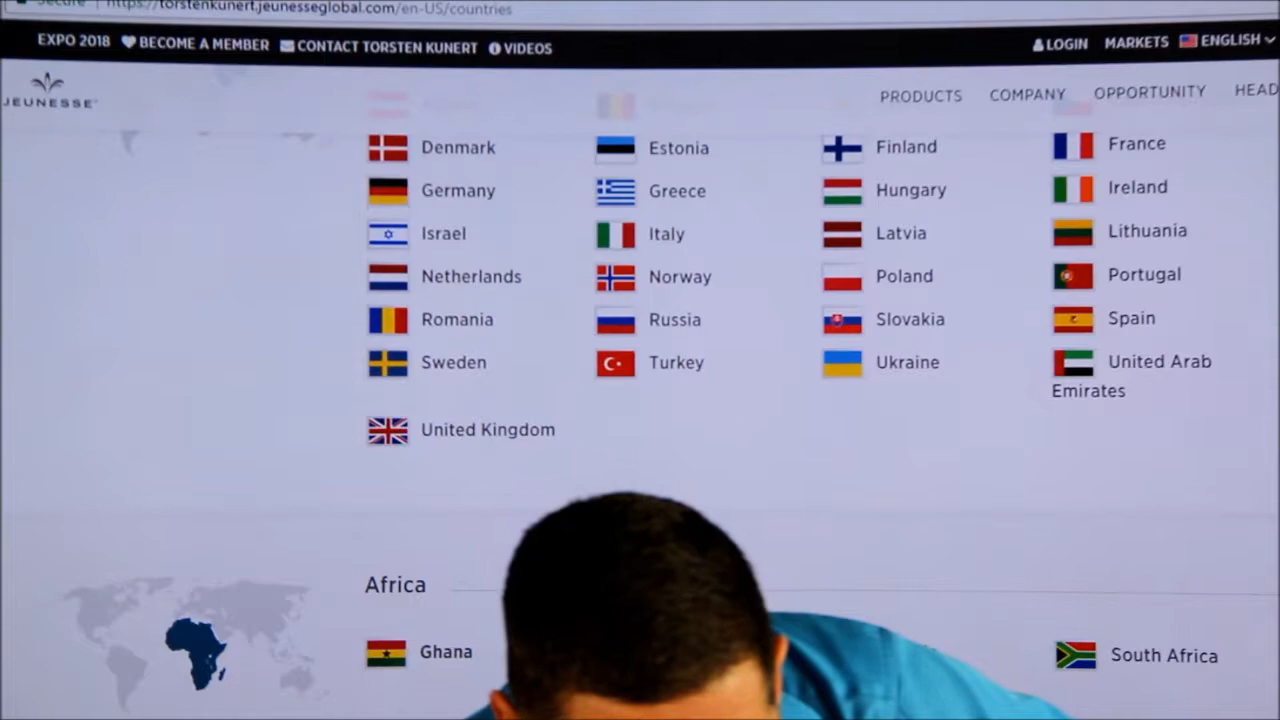 Secure https://torstenkunert.jeunesseglobal.com/en-US/countries
EXPO 2018 BECOME A MEMBER CONTACT TORSTEN KUNERT VIDEOS LOGIN MARKETS ENGLISH
JEUNESSE PRODUCTS COMPANY OPPORTUNITY HEAD
Denmark Estonia Finland France
Germany Greece Hungary Ireland
Israel Italy Latvia Lithuania
Netherlands Norway Poland Portugal
Romania Russia Slovakia Spain
Sweden Turkey Ukraine United Arab
Emirates
United Kingdom
Africa
Ghana South Africa